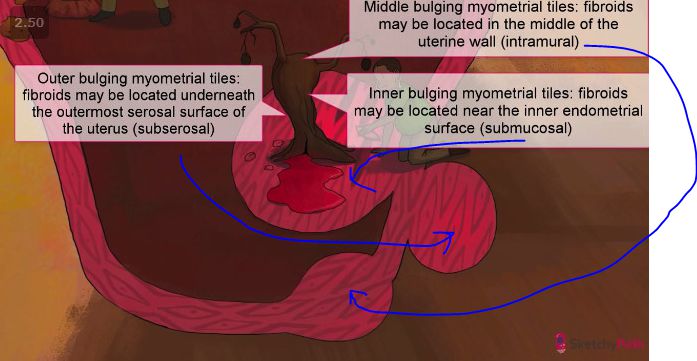 2.50
Middle bulging myometrial tiles: fibroids
may be located in the middle of the
uterine wall (intramural)
Outer bulging myometrial tiles:
fibroids may be located underneath
the outermost serosal surface of
the uterus (subserosal)
Inner bulging myometrial tiles: fibroids
may be located near the inner endometrial
surface (submucosal)
SketchyPath